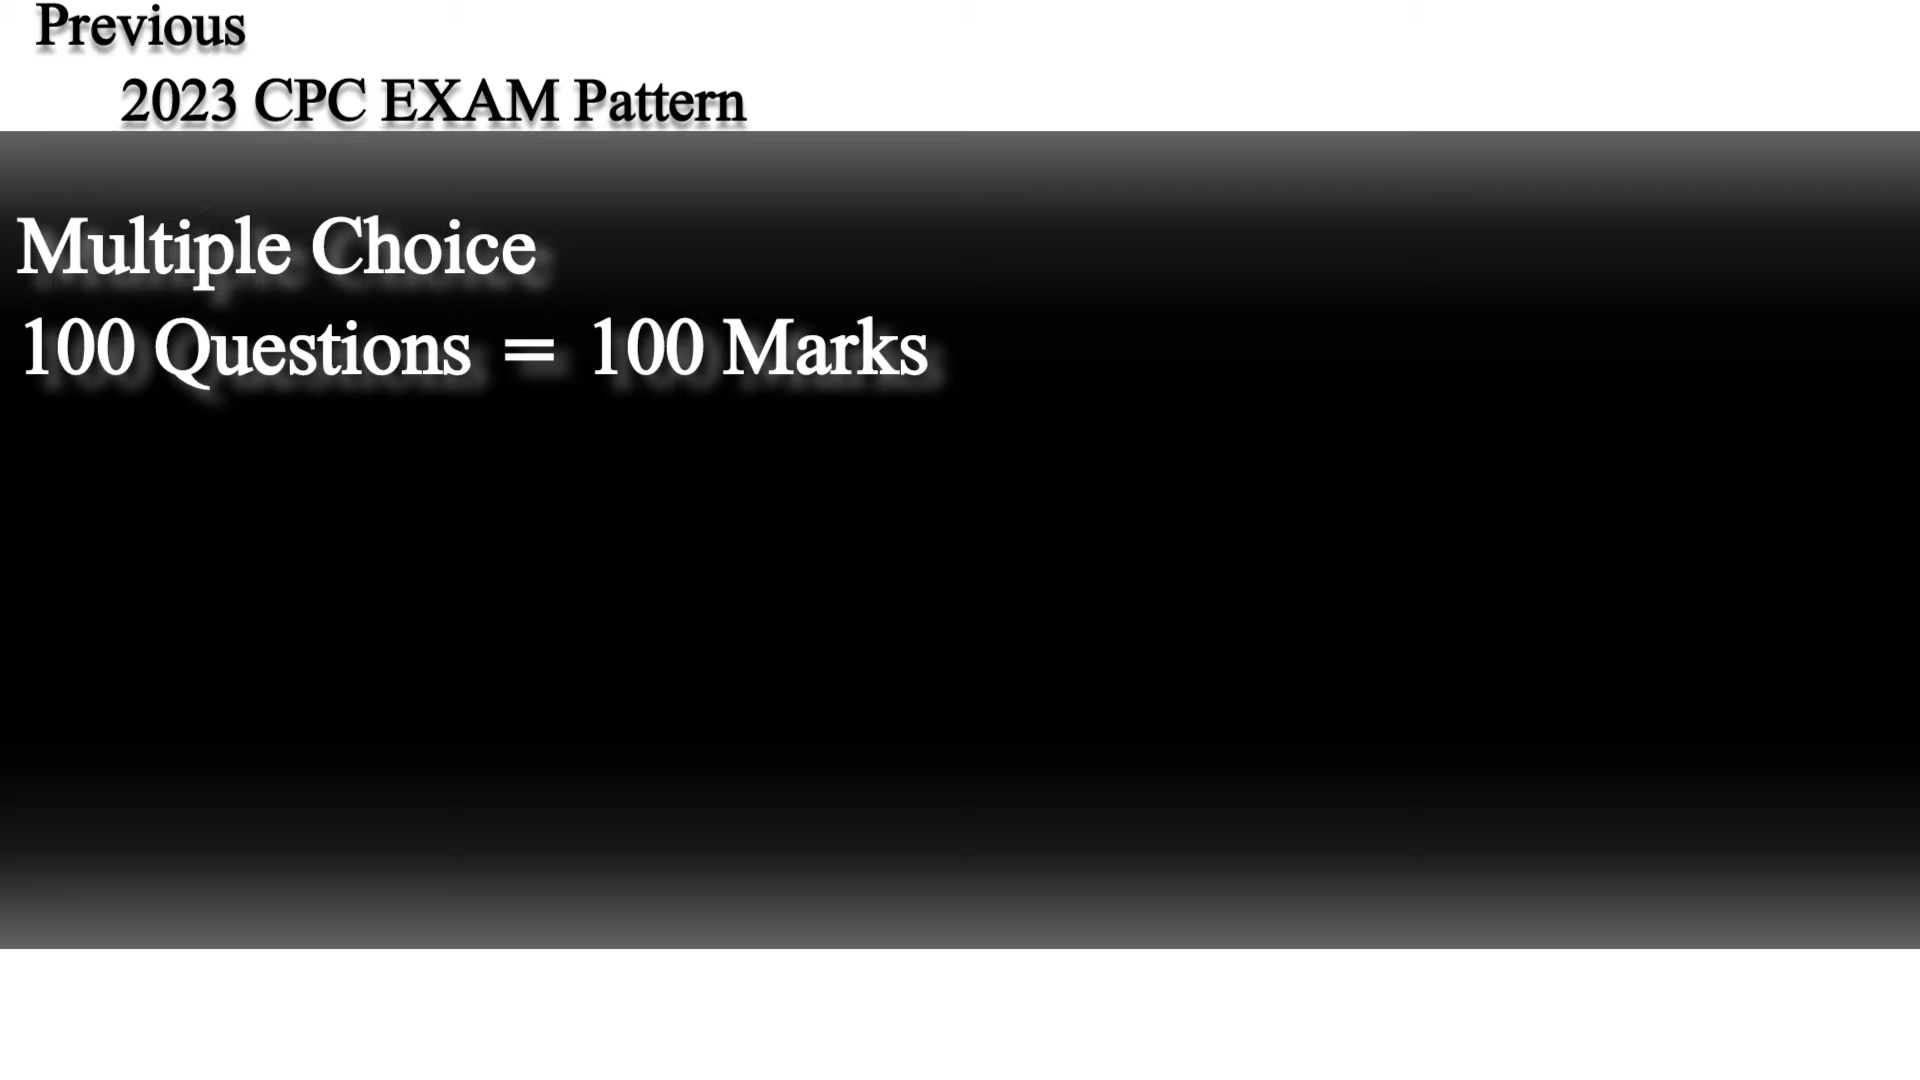 Previous
2023 CPC EXAM Pattern
Multiple Choice
100 Questions = 100 Marks